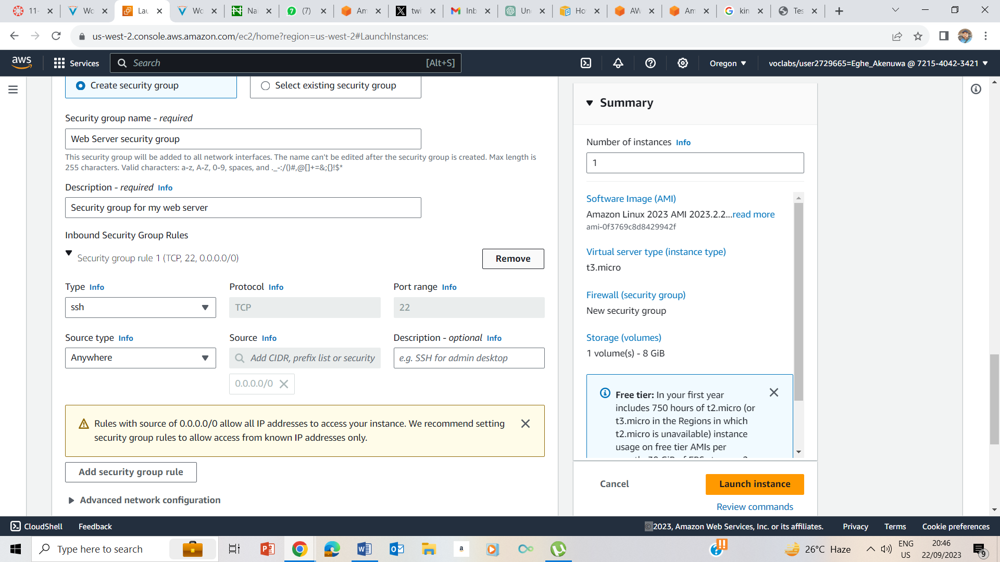 11-
Wo
Lau
Wo
Nai
(7)
Am
twi
Inb
Un
Ho
AW
Am
kin
Tes
us-west-2.console.aws.amazon.com/ec2/home?region=us-west-2#LaunchInstances:
aws
Services
Search
[Alt+S]
Oregon
voclabs/user2729665=Eghe_Akenuwa @ 7215-4042-3421
Create security group
Select existing security group
Security group name - required
Web Server security group
This security group will be added to all network interfaces. The name can't be edited after the security group is created. Max length is
255 characters. Valid characters: a-z, A-Z, 0-9, spaces, and ._-:/()#,@[]+=&;{}!$*
Description - required Info
Security group for my web server
Inbound Security Group Rules
Security group rule 1 (TCP, 22, 0.0.0.0/0)
Remove
Type Info
Protocol Info
Port range Info
ssh
TCP
22
Source type Info
Source Info
Description - optional Info
Anywhere
Add CIDR, prefix list or security
e.g. SSH for admin desktop
0.0.0.0/0
Rules with source of 0.0.0.0/0 allow all IP addresses to access your instance. We recommend setting
security group rules to allow access from known IP addresses only.
Add security group rule
Advanced network configuration
Summary
Number of instances Info
1
Software Image (AMI)
Amazon Linux 2023 AMI 2023.2.2...read more
ami-0f3769c8d8429942f
Virtual server type (instance type)
t3.micro
Firewall (security group)
New security group
Storage (volumes)
1 volume(s) - 8 GiB
Free tier: In your first year
includes 750 hours of t2.micro (or
t3.micro in the Regions in which
t2.micro is unavailable) instance
usage on free tier AMIs per
Cancel
Launch instance
Review commands
CloudShell
Feedback
© 2023, Amazon Web Services, Inc. or its affiliates.
Privacy
Terms
Cookie preferences
Type here to search
26°C Haze
ENG
US
20:46
22/09/2023
9